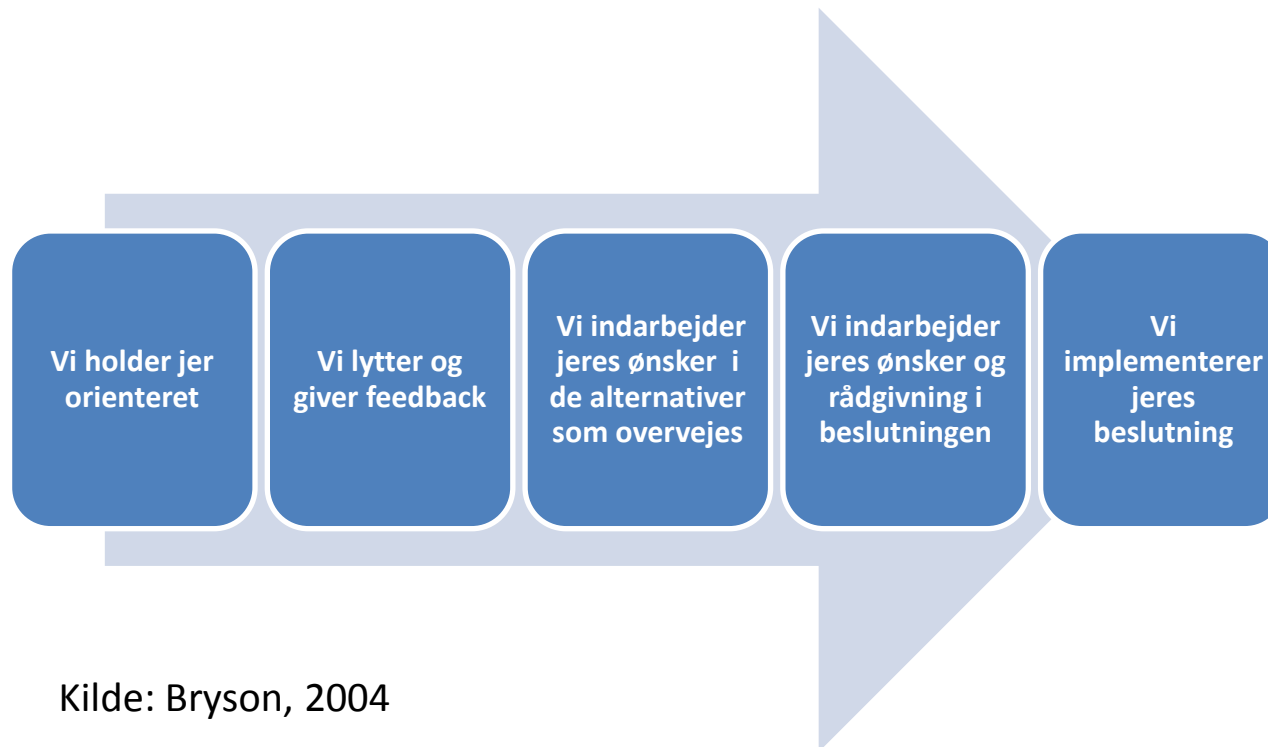 Vi holder jer
orienteret
Vi lytter og
giver feedback
Vi indarbejder
jeres ønsker  i
de alternativer
som overvejes
Vi indarbejder
jeres ønsker og
rådgivning i
beslutningen
Vi
implementerer
jeres
beslutning
Kilde: Bryson, 2004